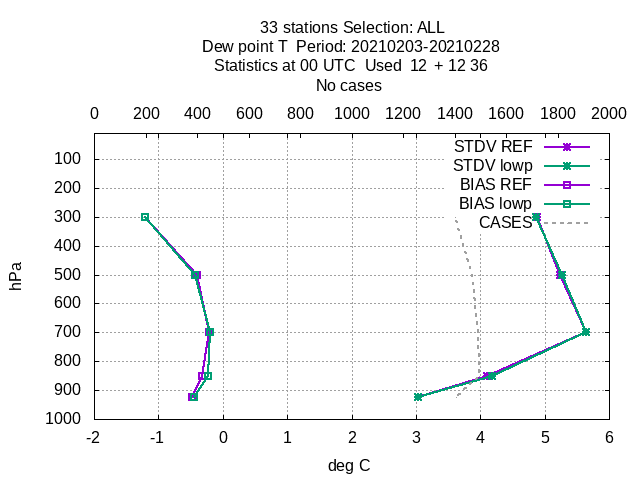 33 stations Selection: ALL
Dew point T  Period: 20210203-20210228
Statistics at 00 UTC  Used  12  + 12 36
No cases
0 200 400 600 800 1000 1200 1400 1600 1800 2000
STDV REF
STDV lowp
BIAS REF
BIAS lowp
CASES
100
200
300
400
500
600
700
800
900
1000
hPa
-2 -1 0 1 2 3 4 5 6
deg C